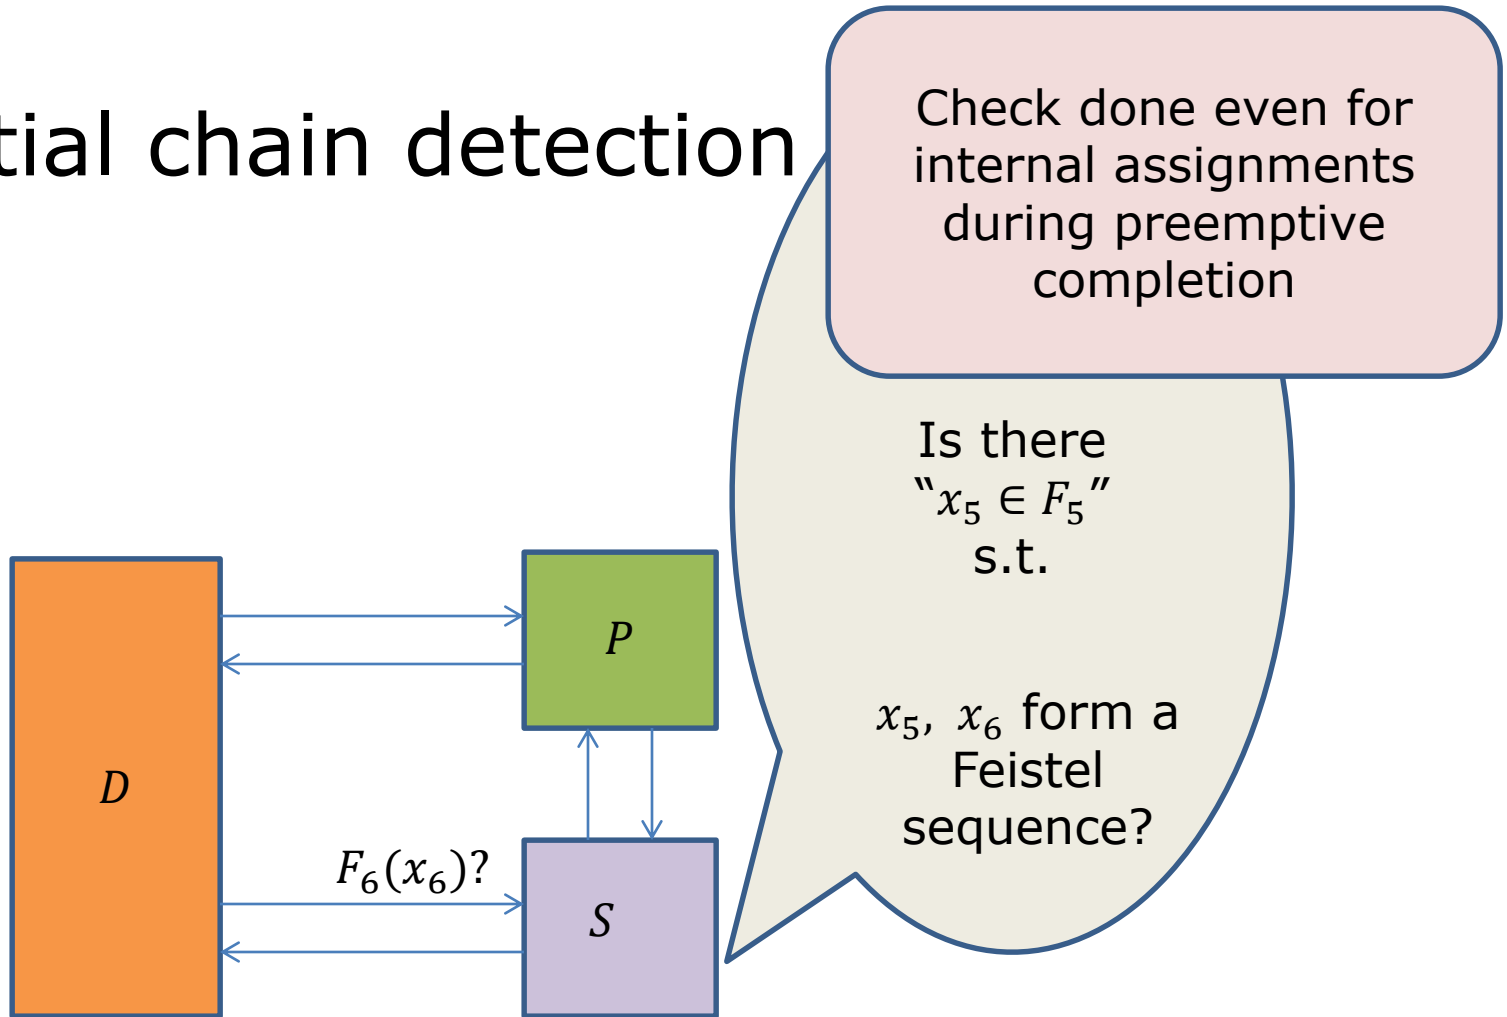 tial chain detection
Check done even for
internal assignments
during preemptive
completion
Is there
“x₅ ∈ F₅”
s.t.
x₅, x₆ form a
Feistel
sequence?
P
D
F₆(x₆)?
S